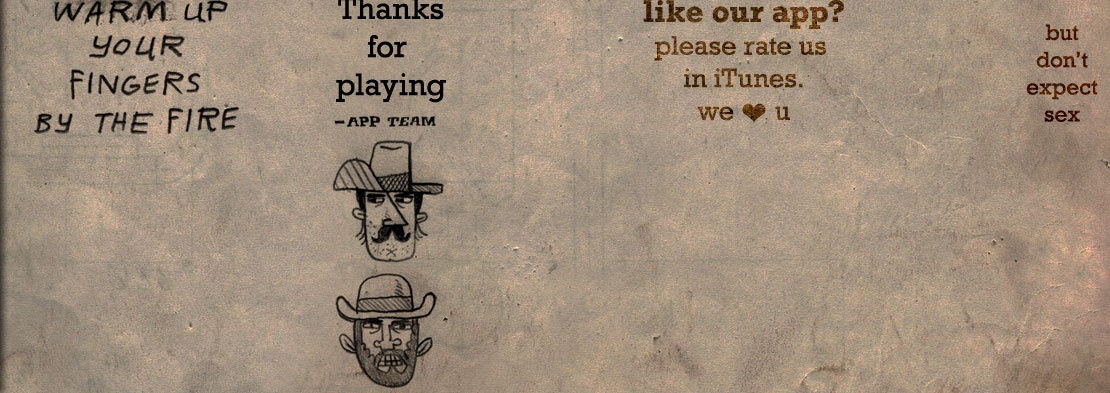 WARM UP
YOUR
FINGERS
BY THE FIRE
Thanks
for
playing
-APP TEAM
like our app?
please rate us
in iTunes.
we ❤ u
but
don't
expect
sex